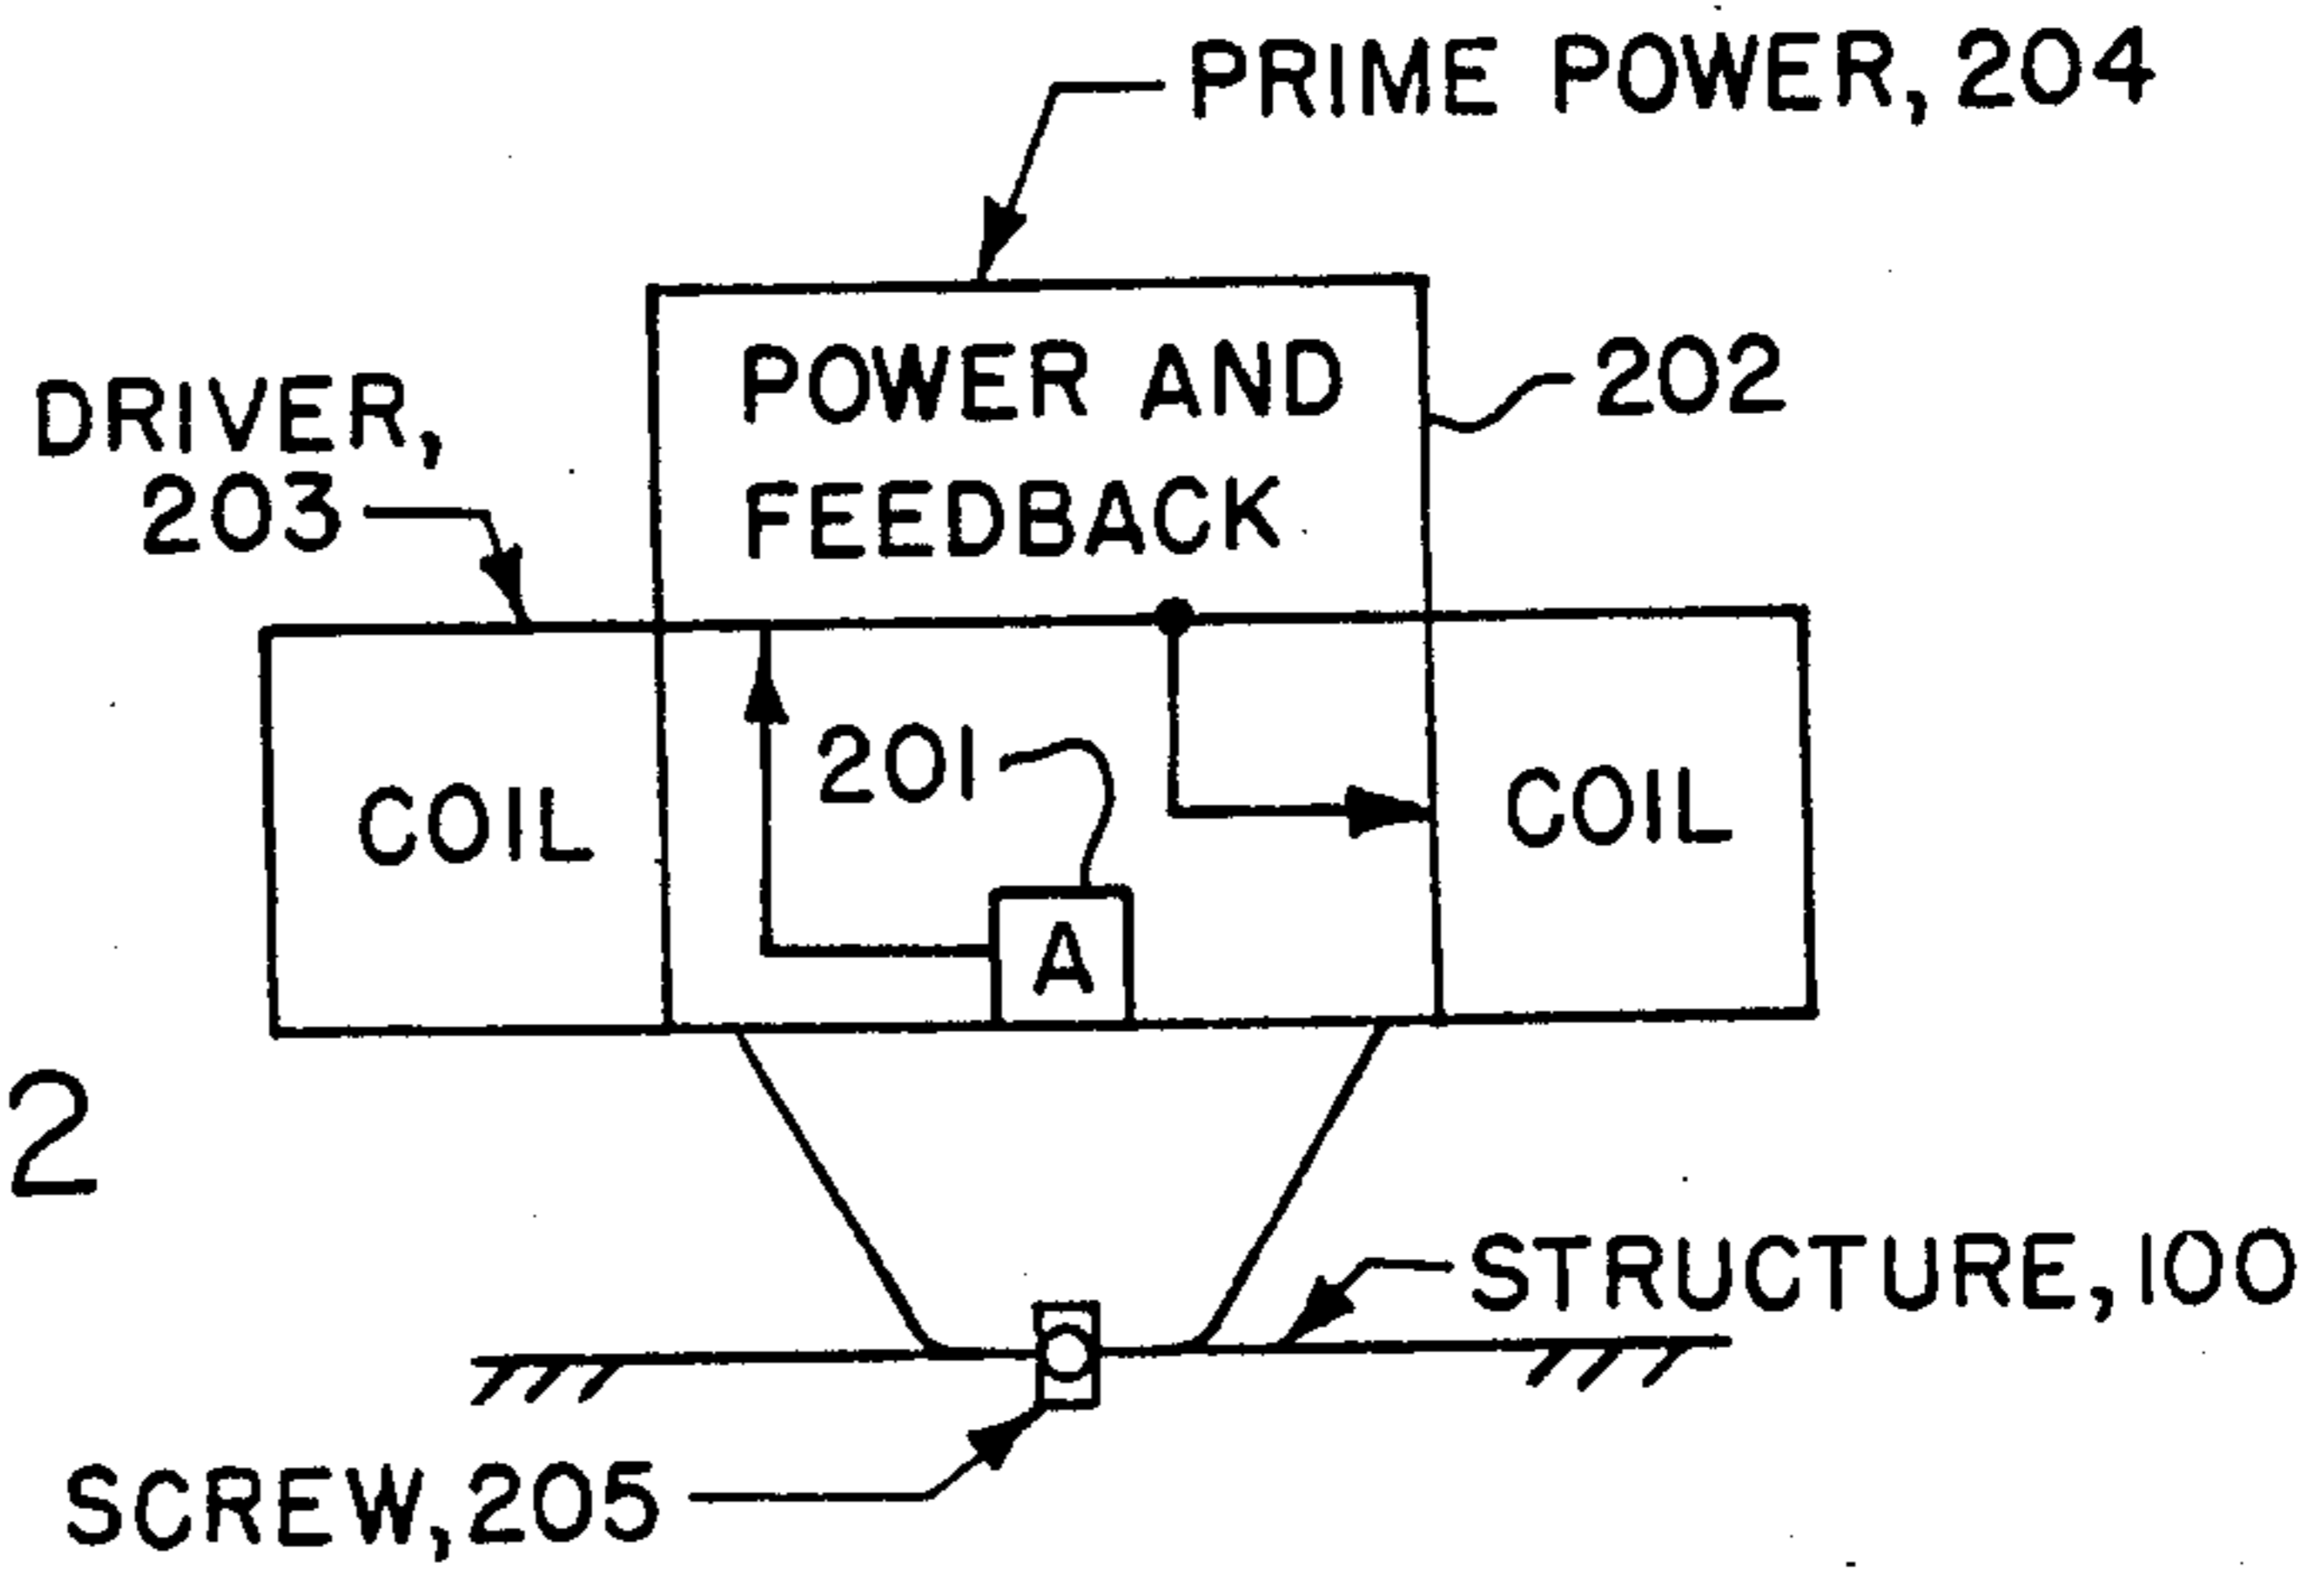 PRIME POWER, 204
POWER AND
FEEDBACK
202
DRIVER,
203
201
COIL
COIL
A
2
STRUCTURE, 100
SCREW, 205